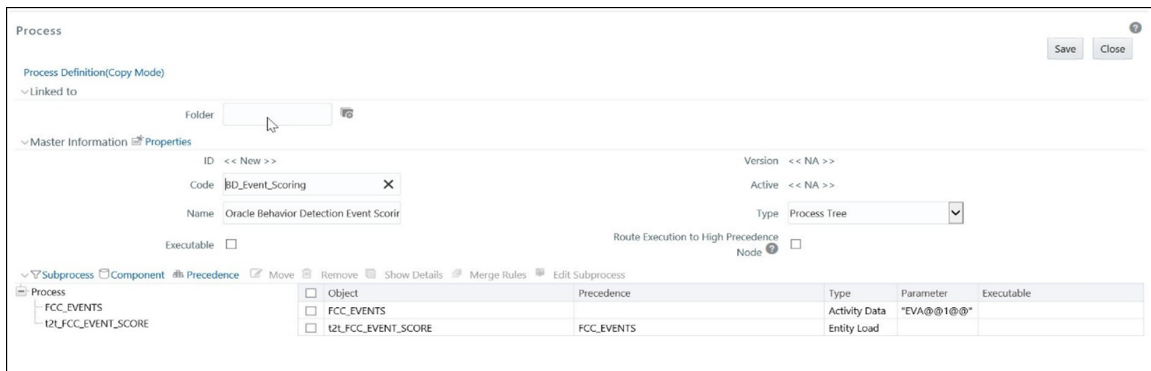 Process
Save Close
Process Definition(Copy Mode)
Linked to
Folder
Master Information Properties
ID << New >> Version << NA >>
Code BD_Event_Scoring Active << NA >>
Name Oracle Behavior Detection Event Scorin Type Process Tree
Executable Route Execution to High Precedence
Node
Subprocess Component Precedence Move Remove Show Details Merge Rules Edit Subprocess
Process Object Precedence Type Parameter Executable
FCC_EVENTS FCC_EVENTS Activity Data "EVA@@1@@"
t2t_FCC_EVENT_SCORE t2t_FCC_EVENT_SCORE FCC_EVENTS Entity Load